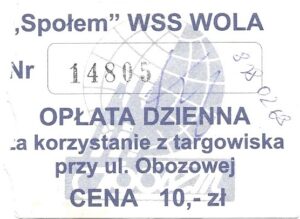 „Społem” WSS WOLA
Nr 14805
OPŁATA DZIENNA
za korzystanie z targowiska
przy ul. Obozowej
CENA 10,- zł